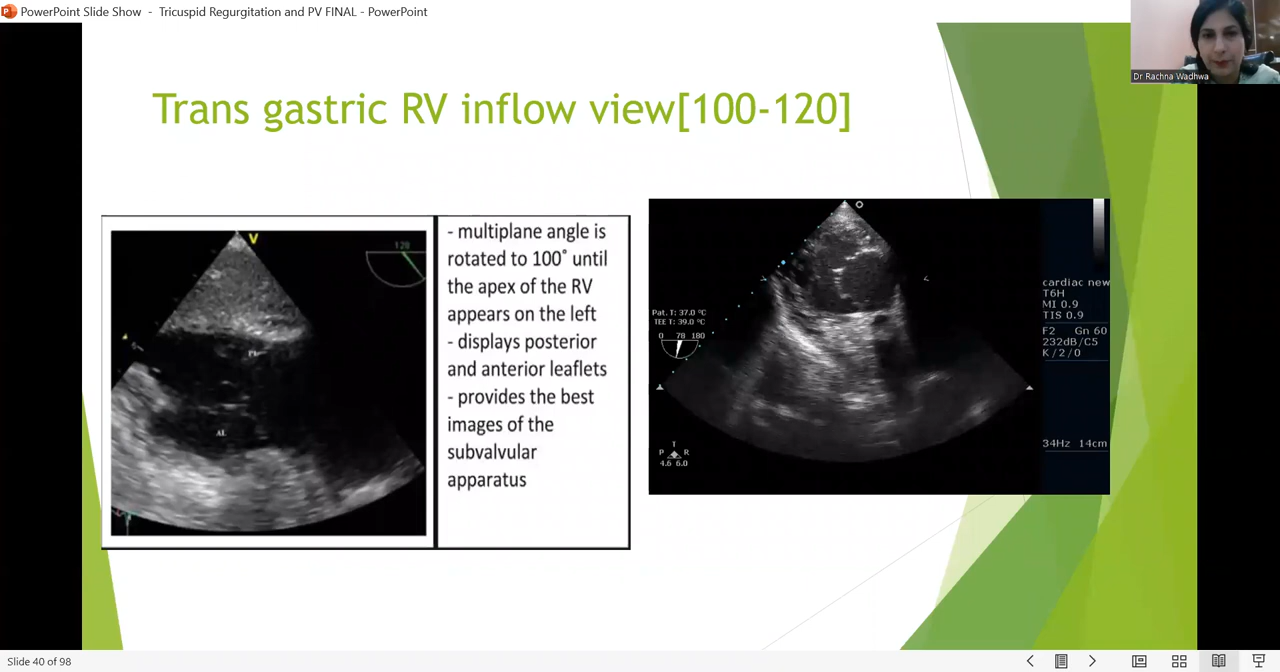 PowerPoint Slide Show - Tricuspid Regurgitation and PV FINAL - PowerPoint
Dr Rachna Wadhwa
Trans gastric RV inflow view[100-120]
V
120
PL
AL
- multiplane angle is
rotated to 100° until
the apex of the RV
appears on the left
- displays posterior
and anterior leaflets
- provides the best
images of the
subvalvular
apparatus
Pat. T: 37.0 °C
TEE T: 39.0 °C
0 78 180
T
P R
4.6 6.0
cardiac new
T6H
MI 0.9
TIS 0.9
F2 Gn 60
232dB/C5
K/2/0
34Hz 14cm
Slide 40 of 98